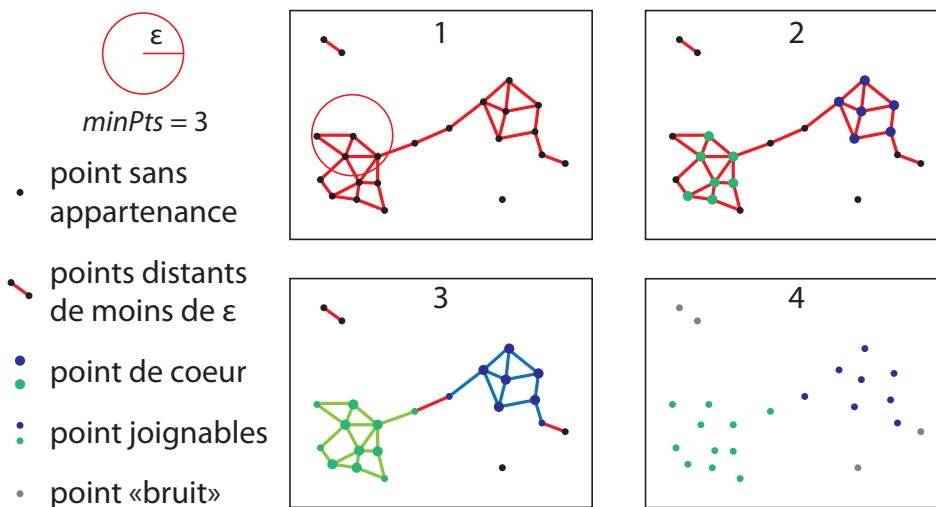 ε
minPts = 3
point sans
appartenance
points distants
de moins de ε
point de coeur
point joignables
point «bruit»
1
2
3
4